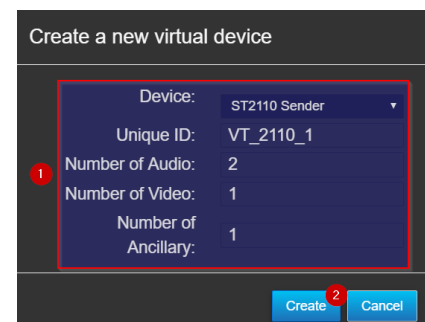 Create a new virtual device
Device: ST2110 Sender
Unique ID: VT_2110_1
1
Number of Audio: 2
Number of Video: 1
Number of
Ancillary: 1
Create 2 Cancel